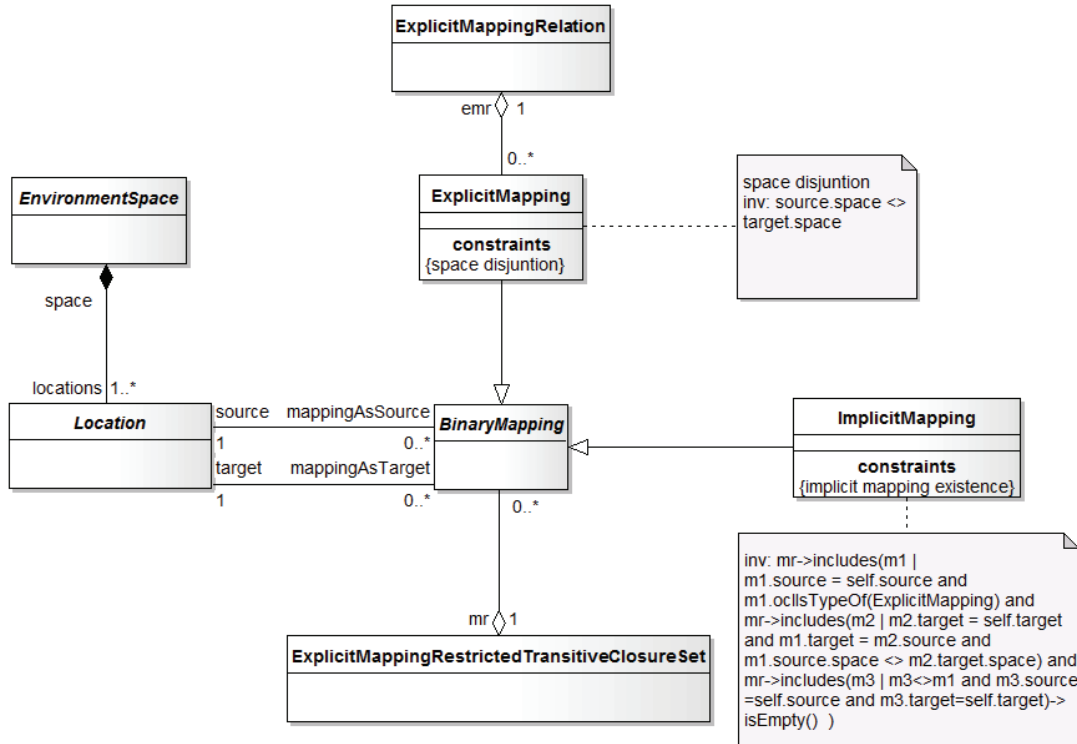 ExplicitMappingRelation
emr
1
0..*
EnvironmentSpace
ExplicitMapping
constraints
{space disjuntion}
space disjuntion
inv: source.space <>
target.space
space
locations
1..*
Location
source
mappingAsSource
1
0..*
target
mappingAsTarget
1
0..*
BinaryMapping
0..*
ImplicitMapping
constraints
{implicit mapping existence}
inv: mr->includes(m1 |
m1.source = self.source and
m1.oclIsTypeOf(ExplicitMapping) and
mr->includes(m2 | m2.target = self.target
and m1.target = m2.source and
m1.source.space <> m2.target.space) and
mr->includes(m3 | m3<>m1 and m3.source
=self.source and m3.target=self.target)->
isEmpty() )
mr
1
ExplicitMappingRestrictedTransitiveClosureSet